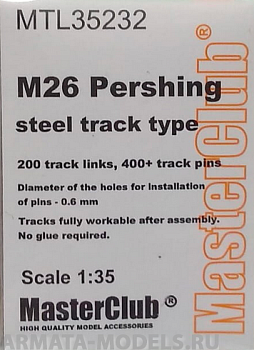 MTL35232
M26 Pershing
steel track type
200 track links, 400+ track pins
Diameter of the holes for installation
of pins - 0.6 mm
Tracks fully workable after assembly.
No glue required.
Scale 1:35
MasterClub®
HIGH QUALITY MODEL ACCESSORIES
MasterClub®
ARMATA-MODELS.RU